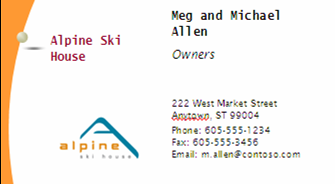 Alpine Ski
House
Meg and Michael
Allen
Owners
alpine
ski house
222 West Market Street
Anytown, ST 99004
Phone: 605-555-1234
Fax: 605-555-3456
Email: m.allen@contoso.com